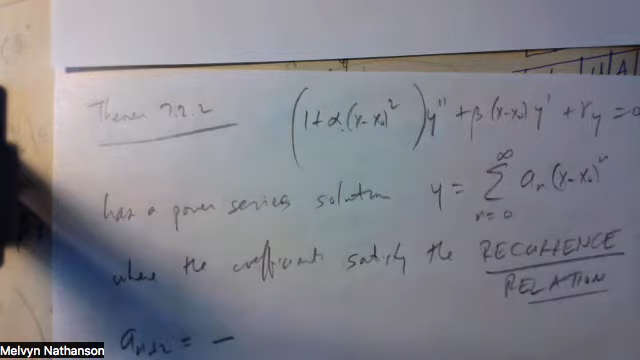 Theorem 7.2.2 (1+α(x-x₀)²)y" + β(x-x₀)y' + γy = 0
has a power series solution y = ∑_{n=0}^{∞} aₙ(x-x₀)ⁿ
where the coefficients satisfy the RECURRENCE
RELATION
aₙ₊₂ = −
Melvyn Nathanson